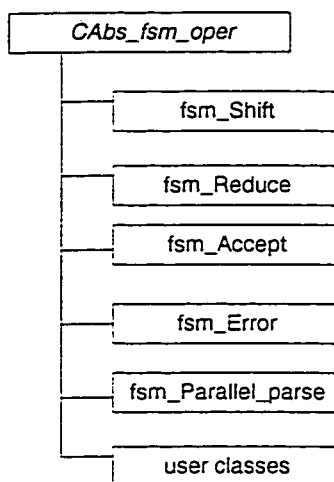 CAbs_fsm_oper
fsm_Shift
fsm_Reduce
fsm_Accept
fsm_Error
fsm_Parallel_parse
user classes